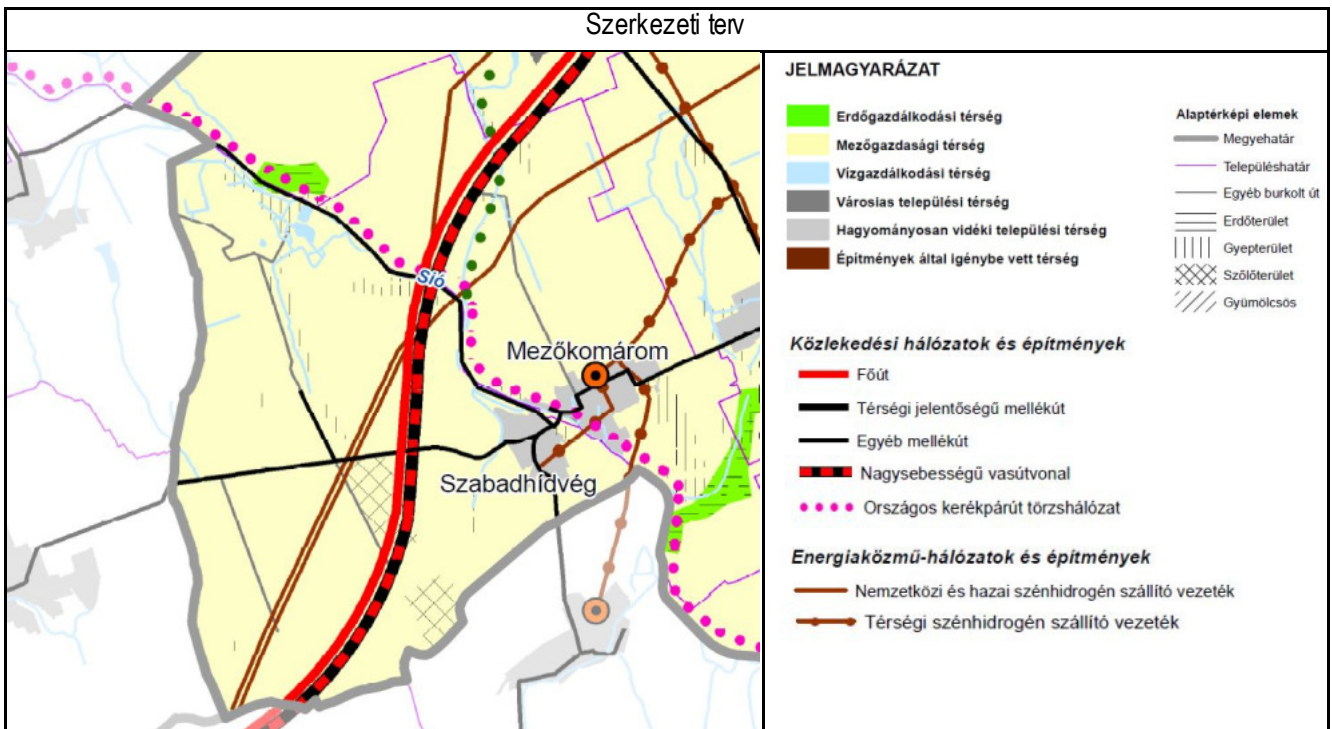 Szerkezeti terv
Sió
Mezőkomárom
Szabadhídvég
JELMAGYARÁZAT
Erdőgazdálkodási térség
Mezőgazdasági térség
Vízgazdálkodási térség
Városias települési térség
Hagyományosan vidéki települési térség
Építmények által igénybe vett térség
Alaptérképi elemek
Megyehatár
Településhatár
Egyéb burkolt út
Erdőterület
Gyepterület
Szőlőterület
Gyümölcsös
Közlekedési hálózatok és építmények
Főút
Térségi jelentőségű mellékút
Egyéb mellékút
Nagysebességű vasútvonal
Országos kerékpárút törzshálózat
Energiaközmű-hálózatok és építmények
Nemzetközi és hazai szénhidrogén szállító vezeték
Térségi szénhidrogén szállító vezeték